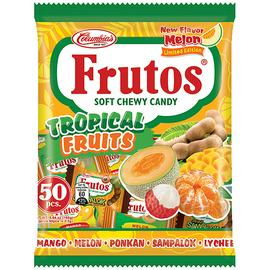 Columbia's
New Flavor
Melon
Limited Edition
Frutos®
SOFT CHEWY CANDY
TROPICAL
FRUITS
50
pcs.
Frutos
MANGO • MELON • PONKAN • SAMPALOK • LYCHEE